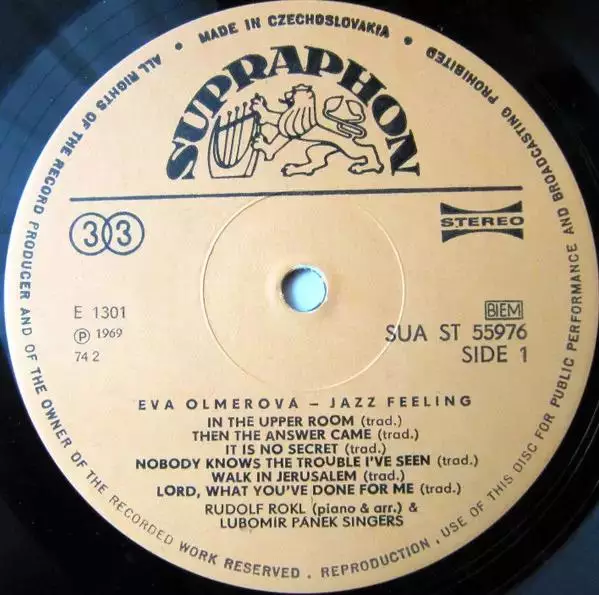 ALL RIGHTS OF THE RECORD PRODUCER AND OF THE OWNER OF THE RECORDED WORK RESERVED . REPRODUCTION , USE OF THIS DISC FOR PUBLIC PERFORMANCE AND BROADCASTING PROHIBITED
• MADE IN CZECHOSLOVAKIA •
SUPRAPHON
33
STEREO
E 1301
Ⓟ 1969
74 2
BIEM
SUA ST 55976
SIDE 1
EVA OLMEROVÁ – JAZZ FEELING
IN THE UPPER ROOM (trad.)
THEN THE ANSWER CAME (trad.)
IT IS NO SECRET (trad.)
NOBODY KNOWS THE TROUBLE I'VE SEEN (trad.)
WALK IN JERUSALEM (trad.)
LORD, WHAT YOU'VE DONE FOR ME (trad.)
RUDOLF ROKL (piano & arr.) &
LUBOMÍR PÁNEK SINGERS